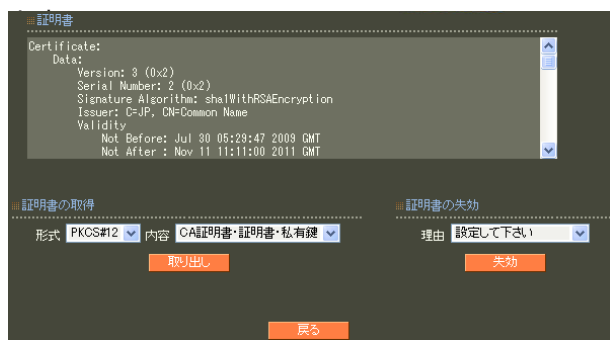 証明書
Certificate:
Data:
Version: 3 (0x2)
Serial Number: 2 (0x2)
Signature Algorithm: sha1WithRSAEncryption
Issuer: C=JP, CN=Common Name
Validity
Not Before: Jul 30 05:29:47 2009 GMT
Not After : Nov 11 11:11:00 2011 GMT
証明書の取得
証明書の失効
形式 PKCS#12 内容 CA証明書・証明書・私有鍵
理由 設定して下さい
取り出し
失効
戻る